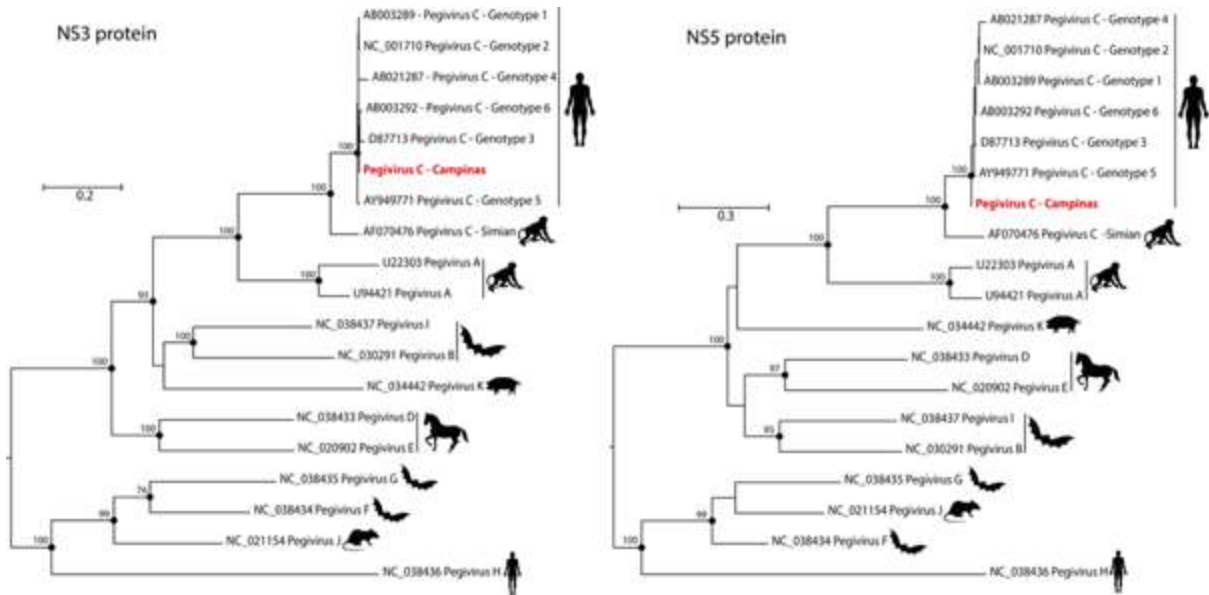 NS3 protein
AB003289 - Pegivirus C - Genotype 1
NC_001710 Pegivirus C - Genotype 2
AB021287 - Pegivirus C - Genotype 4
AB003292 - Pegivirus C - Genotype 6
D87713 Pegivirus C - Genotype 3
100
Pegivirus C - Campinas
0.2
100
AY949771 Pegivirus C - Genotype 5
100
AF070476 Pegivirus C - Simian
U22303 Pegivirus A
100
U94421 Pegivirus A
93
NC_038437 Pegivirus I
100
NC_030291 Pegivirus B
100
NC_034442 Pegivirus K
NC_038433 Pegivirus D
100
NC_020902 Pegivirus E
NC_038435 Pegivirus G
76
NC_038434 Pegivirus F
99
NC_021154 Pegivirus J
100
NC_038436 Pegivirus H
NS5 protein
AB021287 Pegivirus C - Genotype 4
NC_001710 Pegivirus C - Genotype 2
AB003289 Pegivirus C - Genotype 1
AB003292 Pegivirus C - Genotype 6
D87713 Pegivirus C - Genotype 3
100
AY949771 Pegivirus C - Genotype 5
0.3
100
Pegivirus C - Campinas
100
AF070476 Pegivirus C - Simian
U22303 Pegivirus A
100
U94421 Pegivirus A
NC_034442 Pegivirus K
100
NC_038433 Pegivirus D
97
NC_020902 Pegivirus E
NC_038437 Pegivirus I
95
NC_030291 Pegivirus B
NC_038435 Pegivirus G
NC_021154 Pegivirus J
99
NC_038434 Pegivirus F
100
NC_038436 Pegivirus H